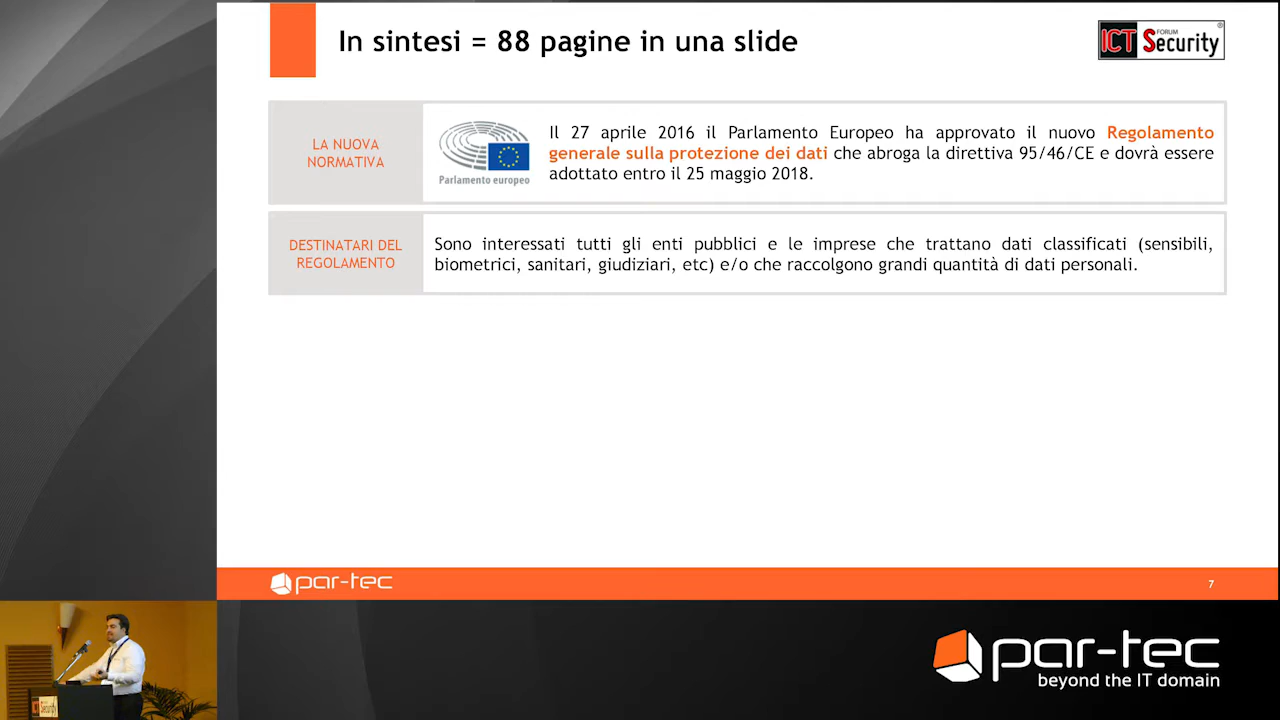 In sintesi = 88 pagine in una slide
ICT FORUM Security®
LA NUOVA
NORMATIVA
Parlamento europeo
Il 27 aprile 2016 il Parlamento Europeo ha approvato il nuovo Regolamento
generale sulla protezione dei dati che abroga la direttiva 95/46/CE e dovrà essere
adottato entro il 25 maggio 2018.
DESTINATARI DEL
REGOLAMENTO
Sono interessati tutti gli enti pubblici e le imprese che trattano dati classificati (sensibili,
biometrici, sanitari, giudiziari, etc) e/o che raccolgono grandi quantità di dati personali.
par-tec
7
ICT
Security
par-tec
beyond the IT domain